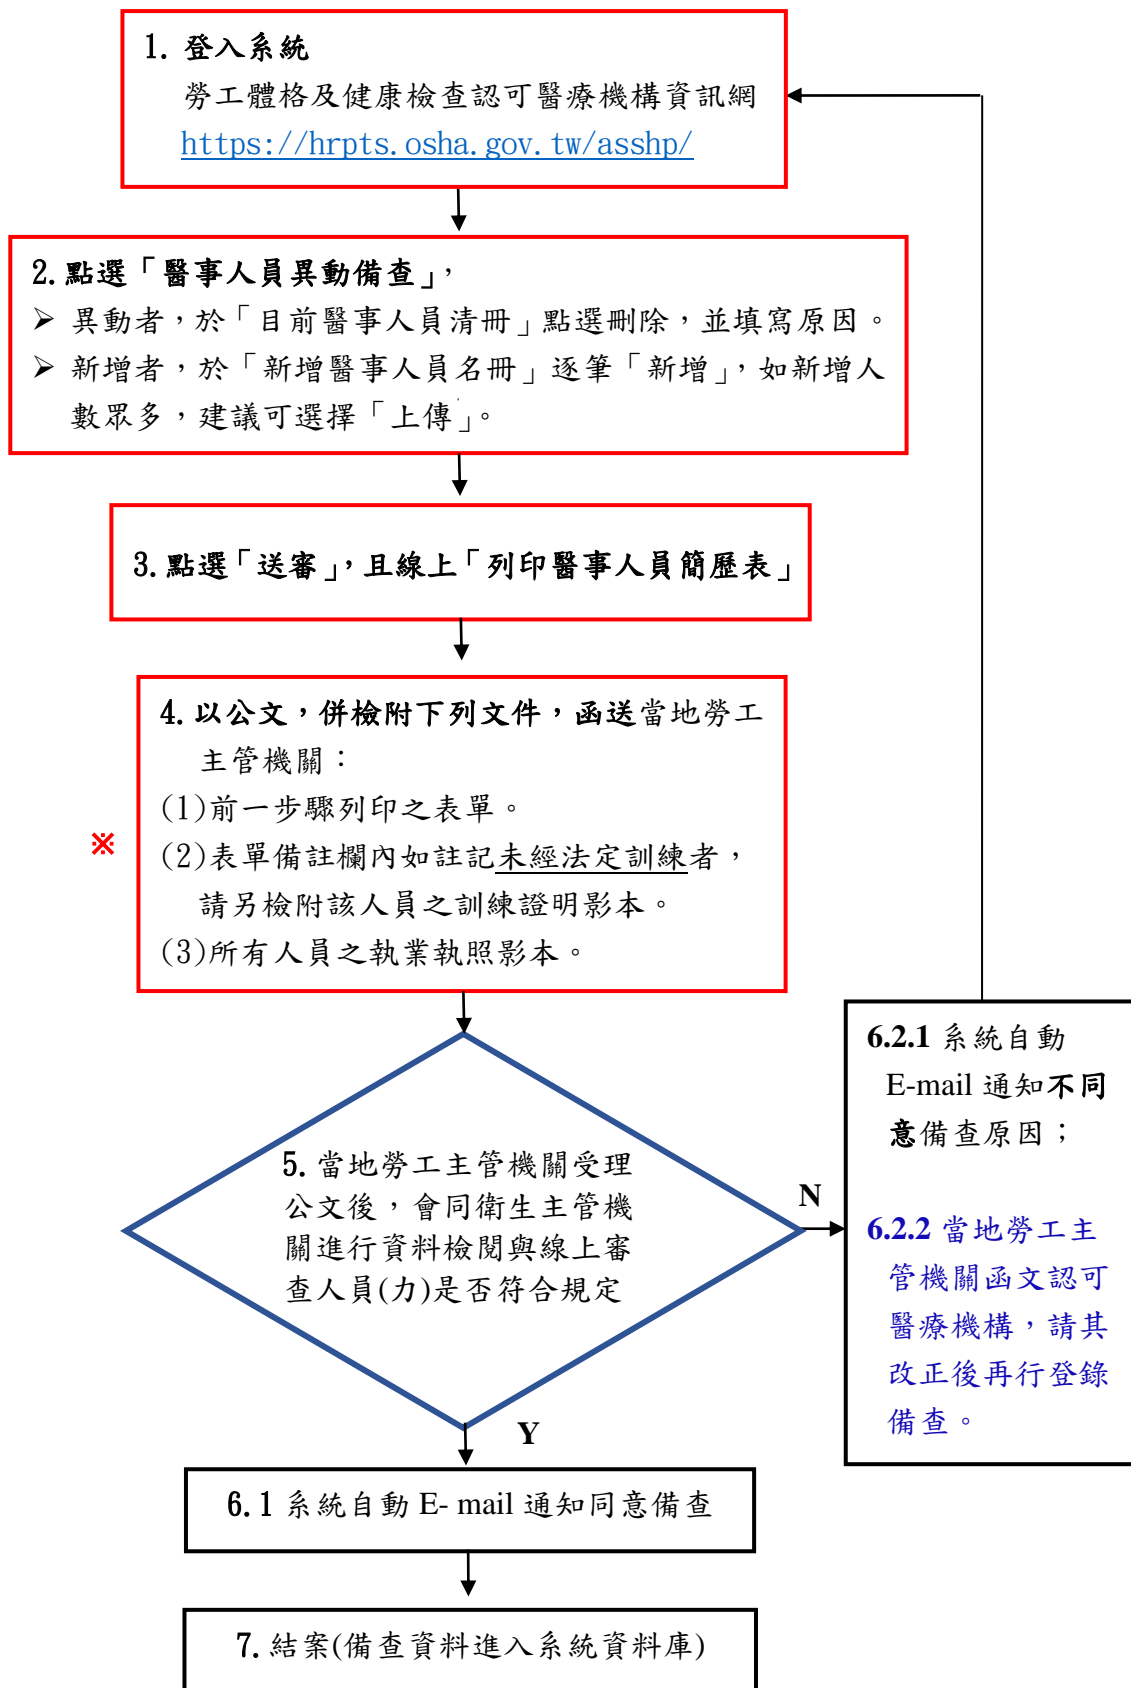 1. 登入系統
勞工體格及健康檢查認可醫療機構資訊網
https://hrpts.osha.gov.tw/asshp/
2.點選「醫事人員異動備查」,
➢ 異動者，於「目前醫事人員清冊」點選刪除，並填寫原因。
➢ 新增者，於「新增醫事人員名冊」逐筆「新增」，如新增人
數眾多，建議可選擇「上傳」。
3.點選「送審」，且線上「列印醫事人員簡歷表」
4.以公文，併檢附下列文件，函送當地勞工
主管機關：
(1)前一步驟列印之表單。
※
(2)表單備註欄內如註記未經法定訓練者，
請另檢附該人員之訓練證明影本。
(3)所有人員之執業執照影本。
5.當地勞工主管機關受理
公文後，會同衛生主管機
關進行資料檢閱與線上審
查人員(力)是否符合規定
N
6.2.1 系統自動
E-mail 通知不同
意備查原因；
6.2.2 當地勞工主
管機關函文認可
醫療機構，請其
改正後再行登錄
備查。
Y
6.1 系統自動 E- mail 通知同意備查
7.結案(備查資料進入系統資料庫)